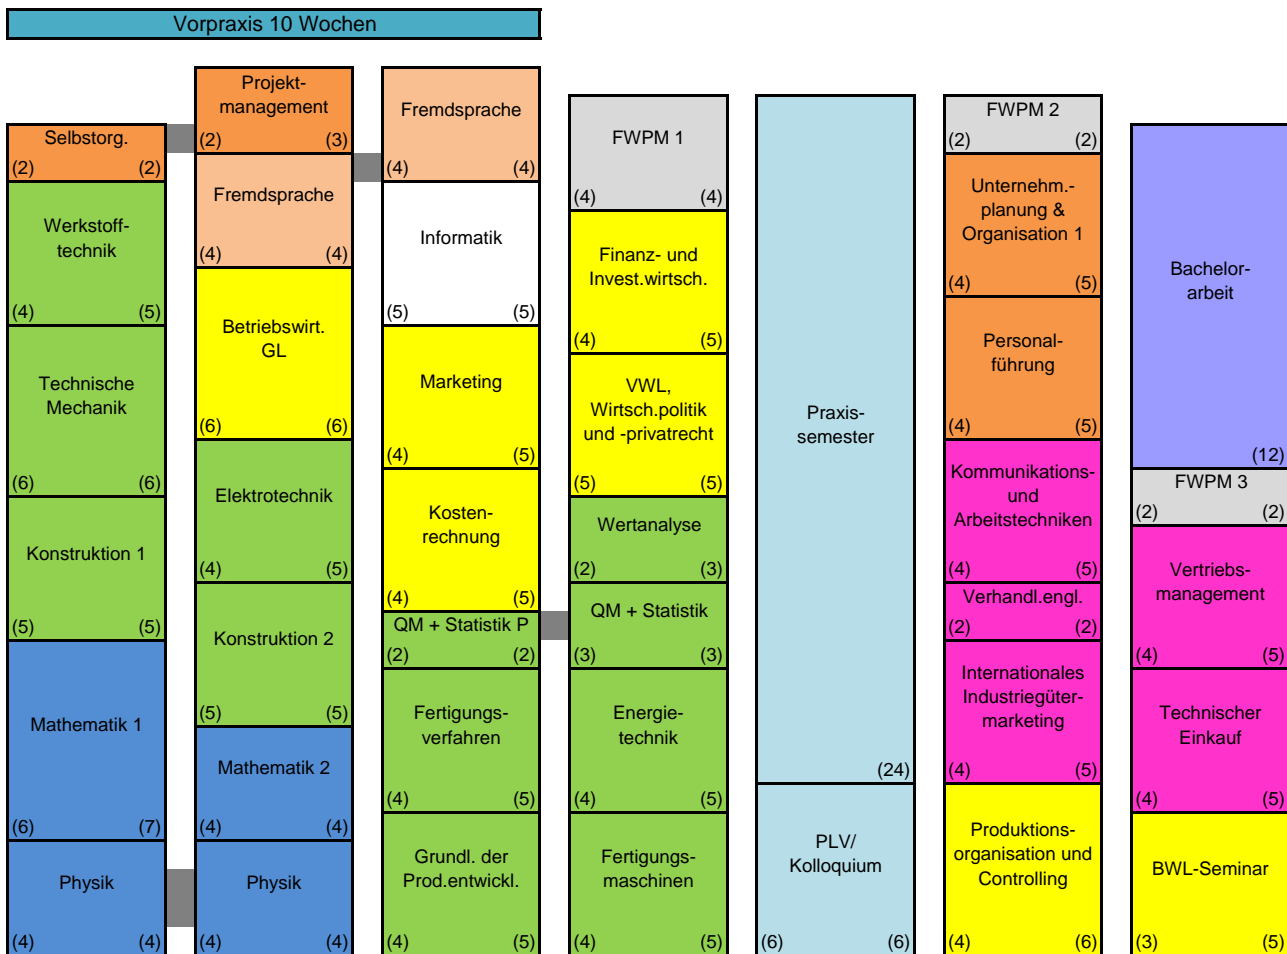 Vorpraxis 10 Wochen
Selbstorg.
(2) (2)
Werkstoff-
technik
(4) (5)
Technische
Mechanik
(6) (6)
Konstruktion 1
(5) (5)
Mathematik 1
(6) (7)
Physik
(4) (4)
Projekt-
management
(2) (3)
Fremdsprache
(4) (4)
Betriebswirt.
GL
(6) (6)
Elektrotechnik
(4) (5)
Konstruktion 2
(5) (5)
Mathematik 2
(4) (4)
Physik
(4) (4)
Fremdsprache
(4) (4)
Informatik
(5) (5)
Marketing
(4) (5)
Kosten-
rechnung
(4) (5)
QM + Statistik P
(2) (2)
Fertigungs-
verfahren
(4) (5)
Grundl. der
Prod.entwickl.
(4) (5)
FWPM 1
(4) (4)
Finanz- und
Invest.wirtsch.
(4) (5)
VWL,
Wirtsch.politik
und -privatrecht
(5) (5)
Wertanalyse
(2) (3)
QM + Statistik
(3) (3)
Energie-
technik
(4) (5)
Fertigungs-
maschinen
(4) (5)
Praxis-
semester
(24)
PLV/
Kolloquium
(6) (6)
FWPM 2
(2) (2)
Unternehm.-
planung &
Organisation 1
(4) (5)
Personal-
führung
(4) (5)
Kommunikations-
und
Arbeitstechniken
(4) (5)
Verhandl.engl.
(2) (2)
Internationales
Industriegüter-
marketing
(4) (5)
Produktions-
organisation und
Controlling
(4) (6)
Bachelor-
arbeit
(12)
FWPM 3
(2) (2)
Vertriebs-
management
(4) (5)
Technischer
Einkauf
(4) (5)
BWL-Seminar
(3) (5)